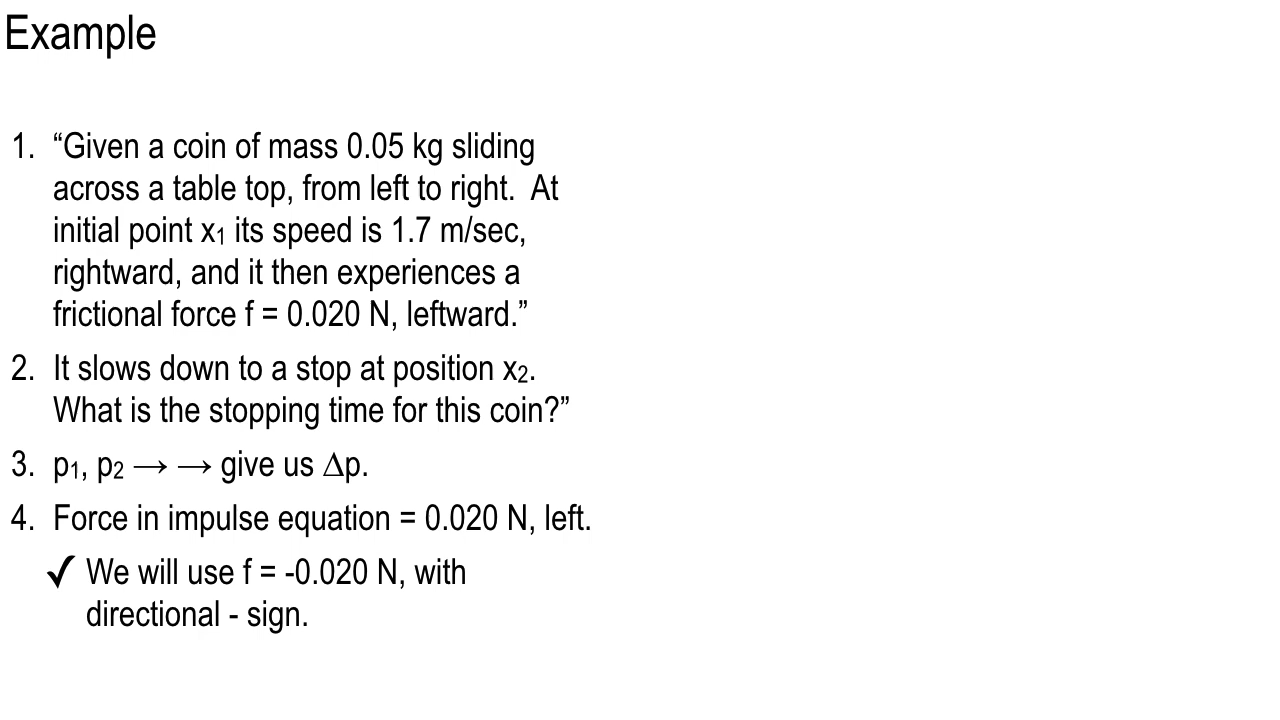 Example
1. “Given a coin of mass 0.05 kg sliding
across a table top, from left to right.  At
initial point x₁ its speed is 1.7 m/sec,
rightward, and it then experiences a
frictional force f = 0.020 N, leftward.”
2. It slows down to a stop at position x₂.
What is the stopping time for this coin?”
3. p₁, p₂ → → give us Δp.
4. Force in impulse equation = 0.020 N, left.
✓ We will use f = -0.020 N, with
directional - sign.